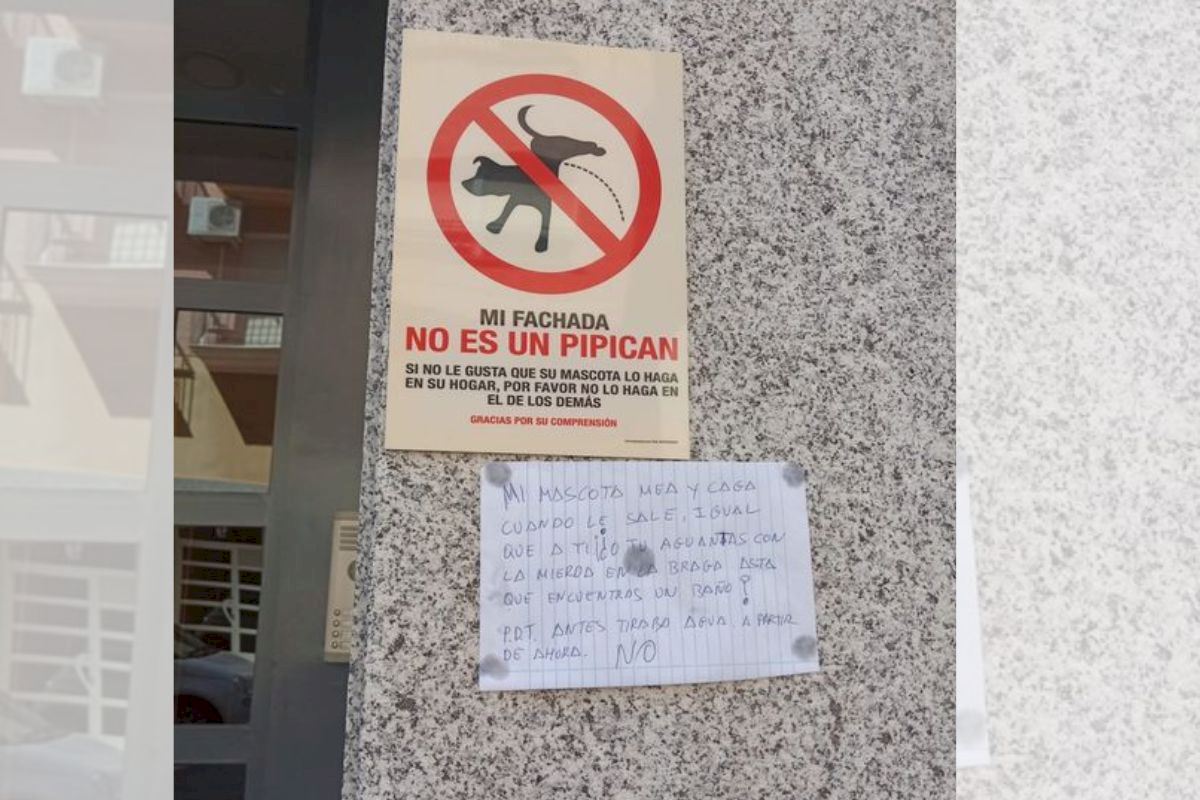 MI FACHADA
NO ES UN PIPICAN
SI NO LE GUSTA QUE SU MASCOTA LO HAGA
EN SU HOGAR, POR FAVOR NO LO HAGA EN
EL DE LOS DEMÁS
GRACIAS POR SU COMPRENSIÓN
MI MASCOTA MEA Y CAGA
CUANDO LE SALE, IGUAL
QUE A TI ¡¿O TU AGUANTAS CON
LA MIERDA EN LA BRAGA ASTA
QUE ENCUENTRAS UN BAÑO?
P.D.T. ANTES TIRABA AGUA A PARTIR
DE AHORA. NO